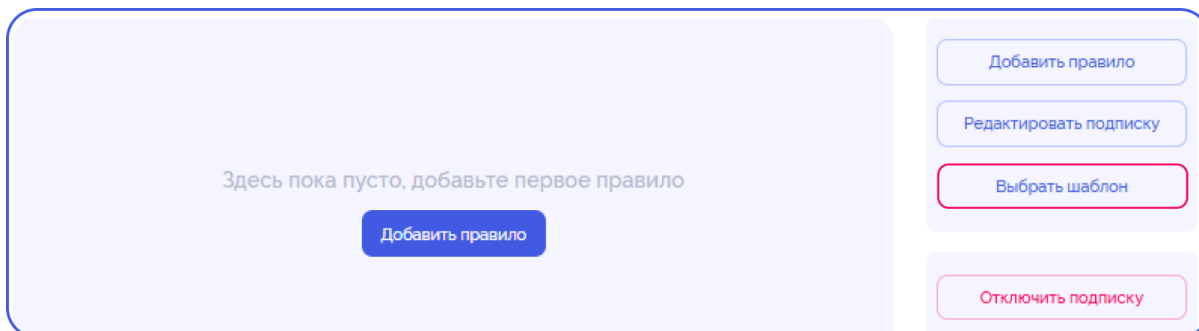 Здесь пока пусто, добавьте первое правило
Добавить правило
Добавить правило
Редактировать подписку
Выбрать шаблон
Отключить подписку